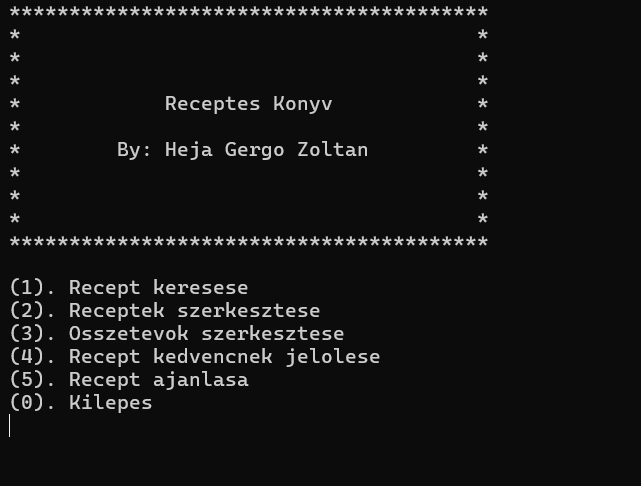 ****************************************
*                                      *
*                                      *
*                                      *
*            Receptes Konyv            *
*                                      *
*        By: Heja Gergo Zoltan         *
*                                      *
*                                      *
*                                      *
****************************************
(1). Recept keresese
(2). Receptek szerkesztese
(3). Osszetevok szerkesztese
(4). Recept kedvencnek jelolese
(5). Recept ajanlasa
(0). Kilepes